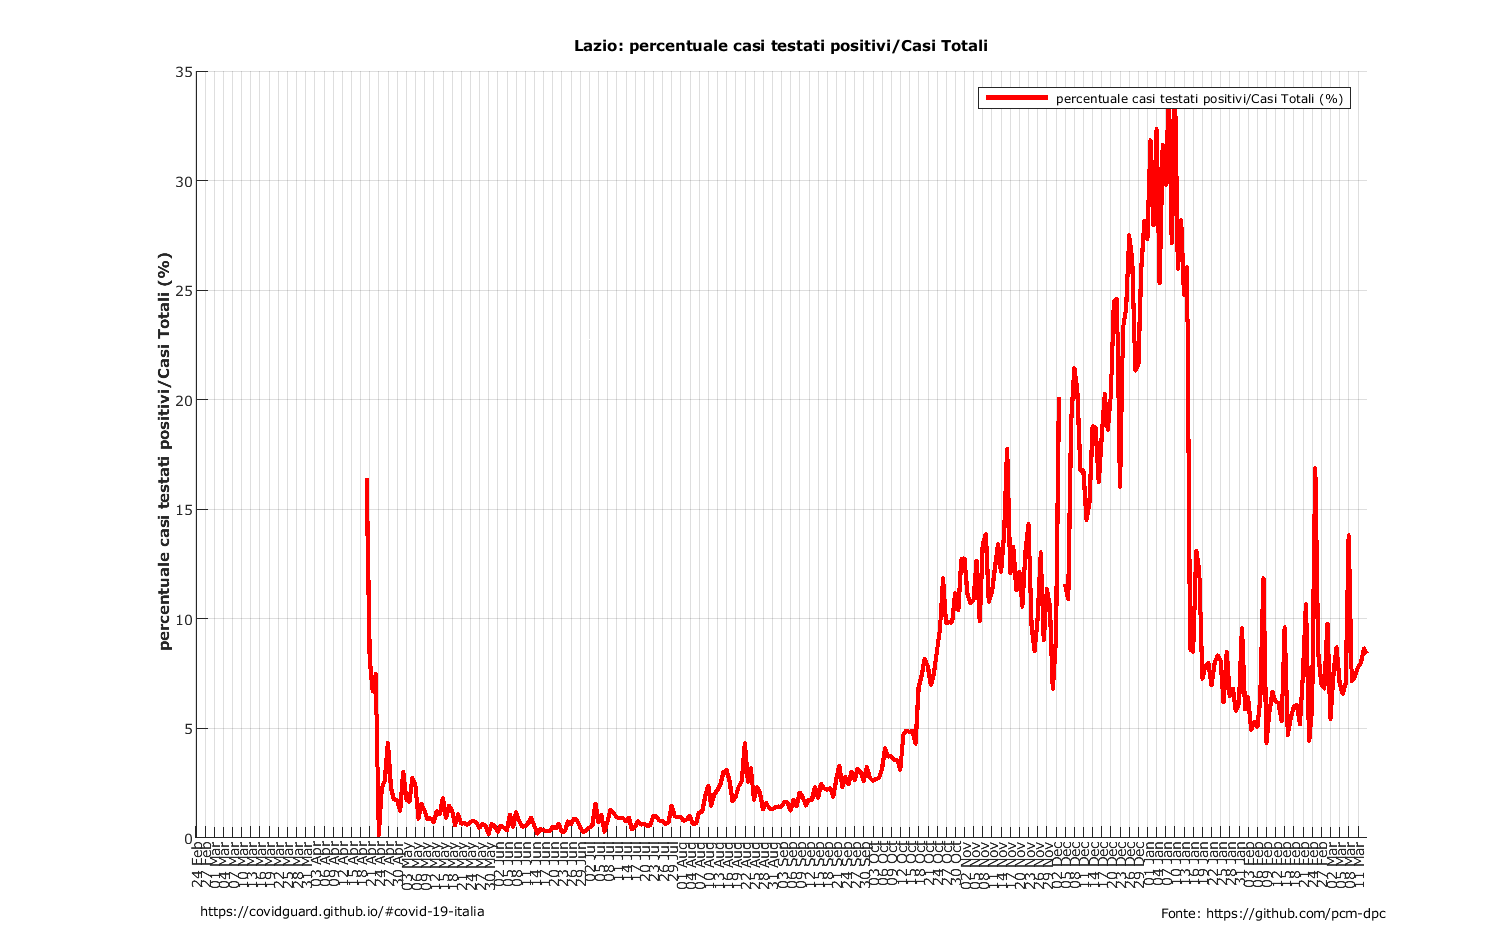 Lazio: percentuale casi testati positivi/Casi Totali
percentuale casi testati positivi/Casi Totali (%)
percentuale casi testati positivi/Casi Totali (%)
35
30
25
20
15
10
5
0
24 Feb
27 Feb
01 Mar
04 Mar
07 Mar
10 Mar
13 Mar
16 Mar
19 Mar
22 Mar
25 Mar
28 Mar
31 Mar
03 Apr
06 Apr
09 Apr
12 Apr
15 Apr
18 Apr
21 Apr
24 Apr
27 Apr
30 Apr
03 May
06 May
09 May
12 May
15 May
18 May
21 May
24 May
27 May
30 May
02 Jun
05 Jun
08 Jun
11 Jun
14 Jun
17 Jun
20 Jun
23 Jun
26 Jun
29 Jun
02 Jul
05 Jul
08 Jul
11 Jul
14 Jul
17 Jul
20 Jul
23 Jul
26 Jul
29 Jul
01 Aug
04 Aug
07 Aug
10 Aug
13 Aug
16 Aug
19 Aug
22 Aug
25 Aug
28 Aug
31 Aug
03 Sep
06 Sep
09 Sep
12 Sep
15 Sep
18 Sep
21 Sep
24 Sep
27 Sep
30 Sep
03 Oct
06 Oct
09 Oct
12 Oct
15 Oct
18 Oct
21 Oct
24 Oct
27 Oct
30 Oct
02 Nov
05 Nov
08 Nov
11 Nov
14 Nov
17 Nov
20 Nov
23 Nov
26 Nov
29 Nov
02 Dec
05 Dec
08 Dec
11 Dec
14 Dec
17 Dec
20 Dec
23 Dec
26 Dec
29 Dec
01 Jan
04 Jan
07 Jan
10 Jan
13 Jan
16 Jan
19 Jan
22 Jan
25 Jan
28 Jan
31 Jan
03 Feb
06 Feb
09 Feb
12 Feb
15 Feb
18 Feb
21 Feb
24 Feb
27 Feb
02 Mar
05 Mar
08 Mar
11 Mar
https://covidguard.github.io/#covid-19-italia
Fonte: https://github.com/pcm-dpc